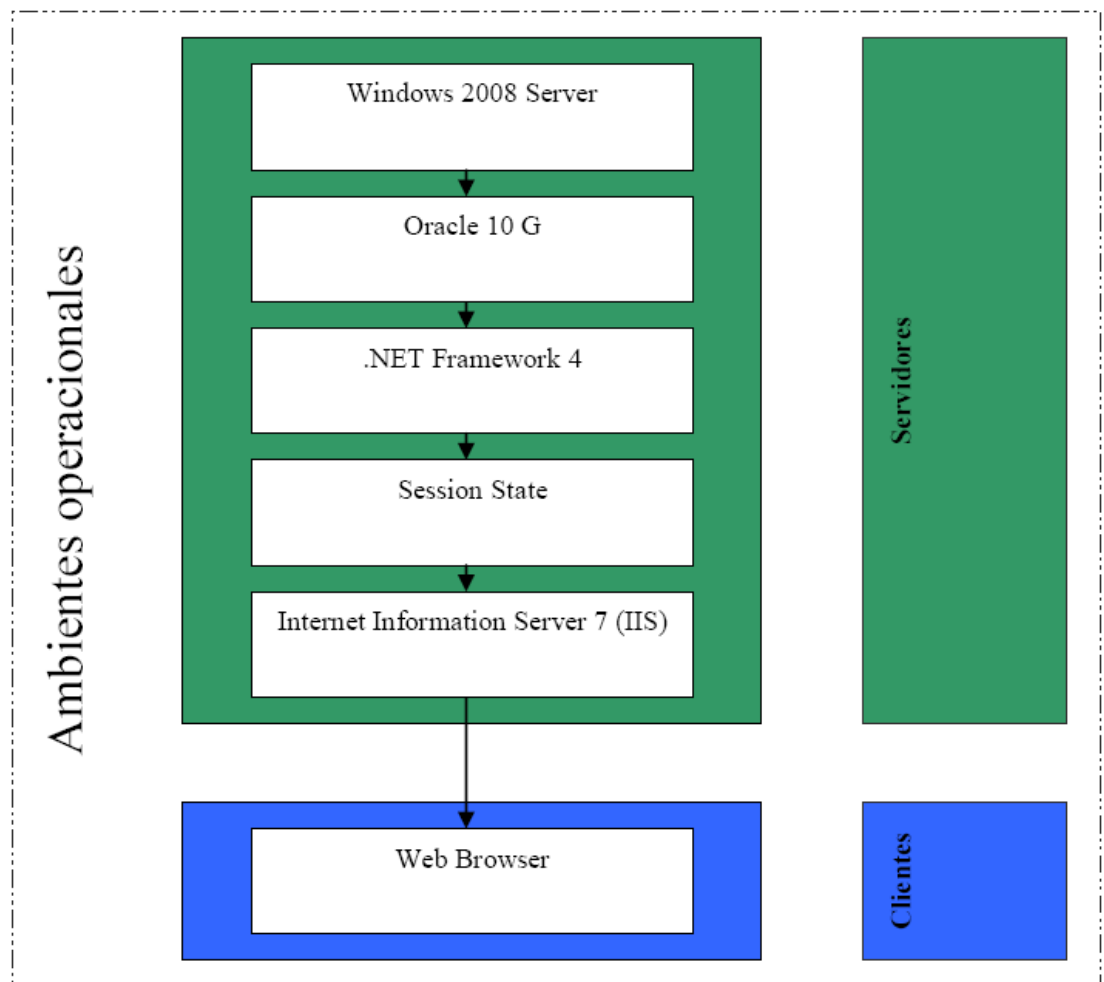 Ambientes operacionales
Windows 2008 Server
Oracle 10 G
.NET Framework 4
Session State
Internet Information Server 7 (IIS)
Servidores
Web Browser
Clientes